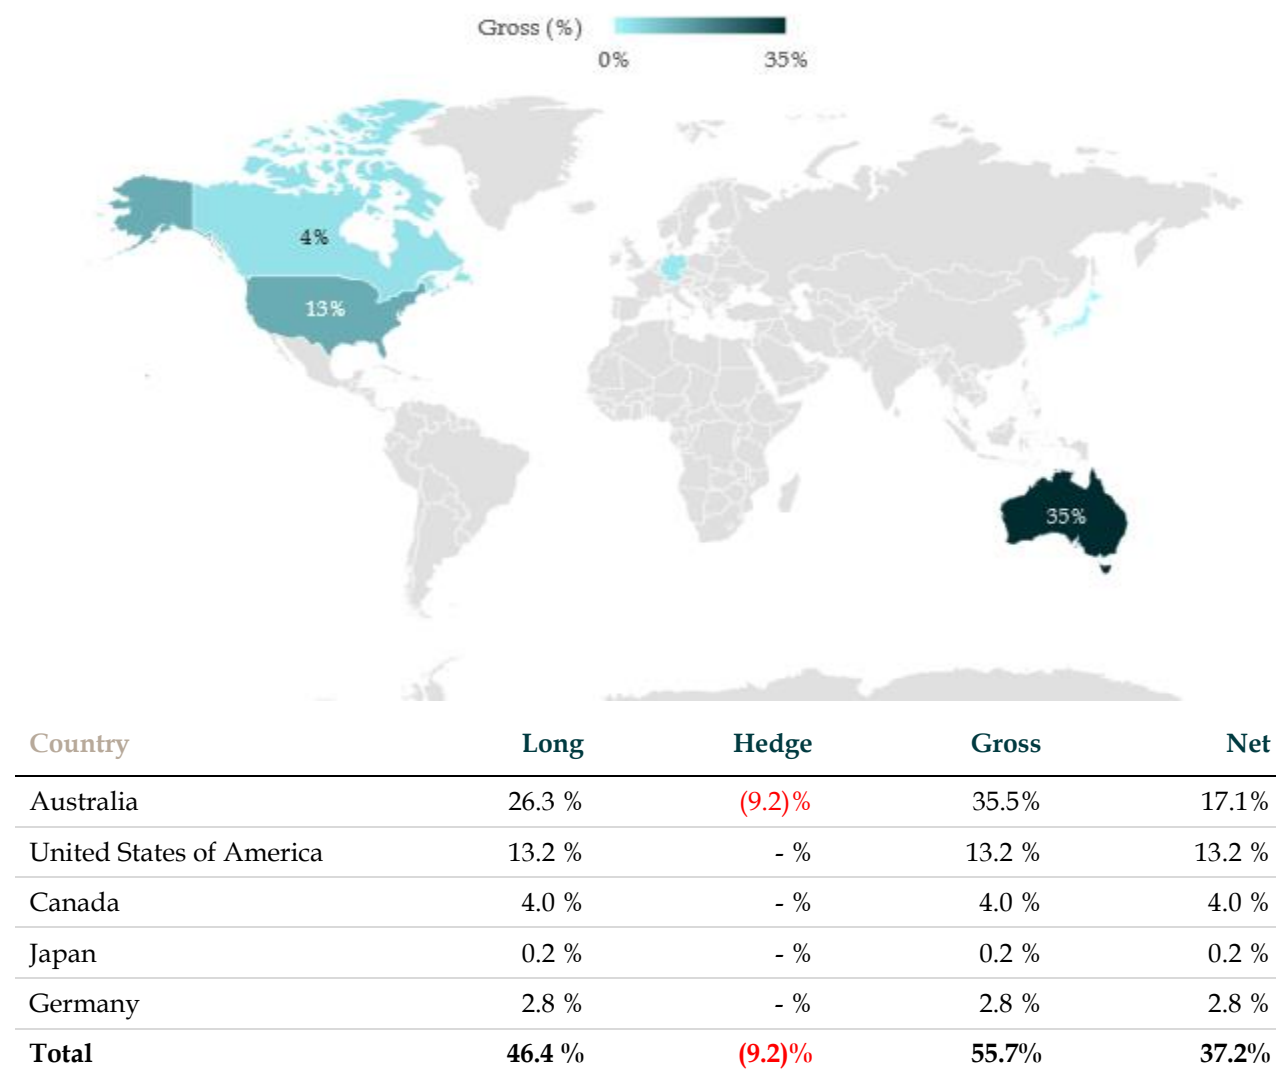 Gross (%)
0% 35%
4%
13%
35%
Country Long Hedge Gross Net
Australia 26.3 % (9.2)% 35.5% 17.1%
United States of America 13.2 % - % 13.2 % 13.2 %
Canada 4.0 % - % 4.0 % 4.0 %
Japan 0.2 % - % 0.2 % 0.2 %
Germany 2.8 % - % 2.8 % 2.8 %
Total 46.4 % (9.2)% 55.7% 37.2%